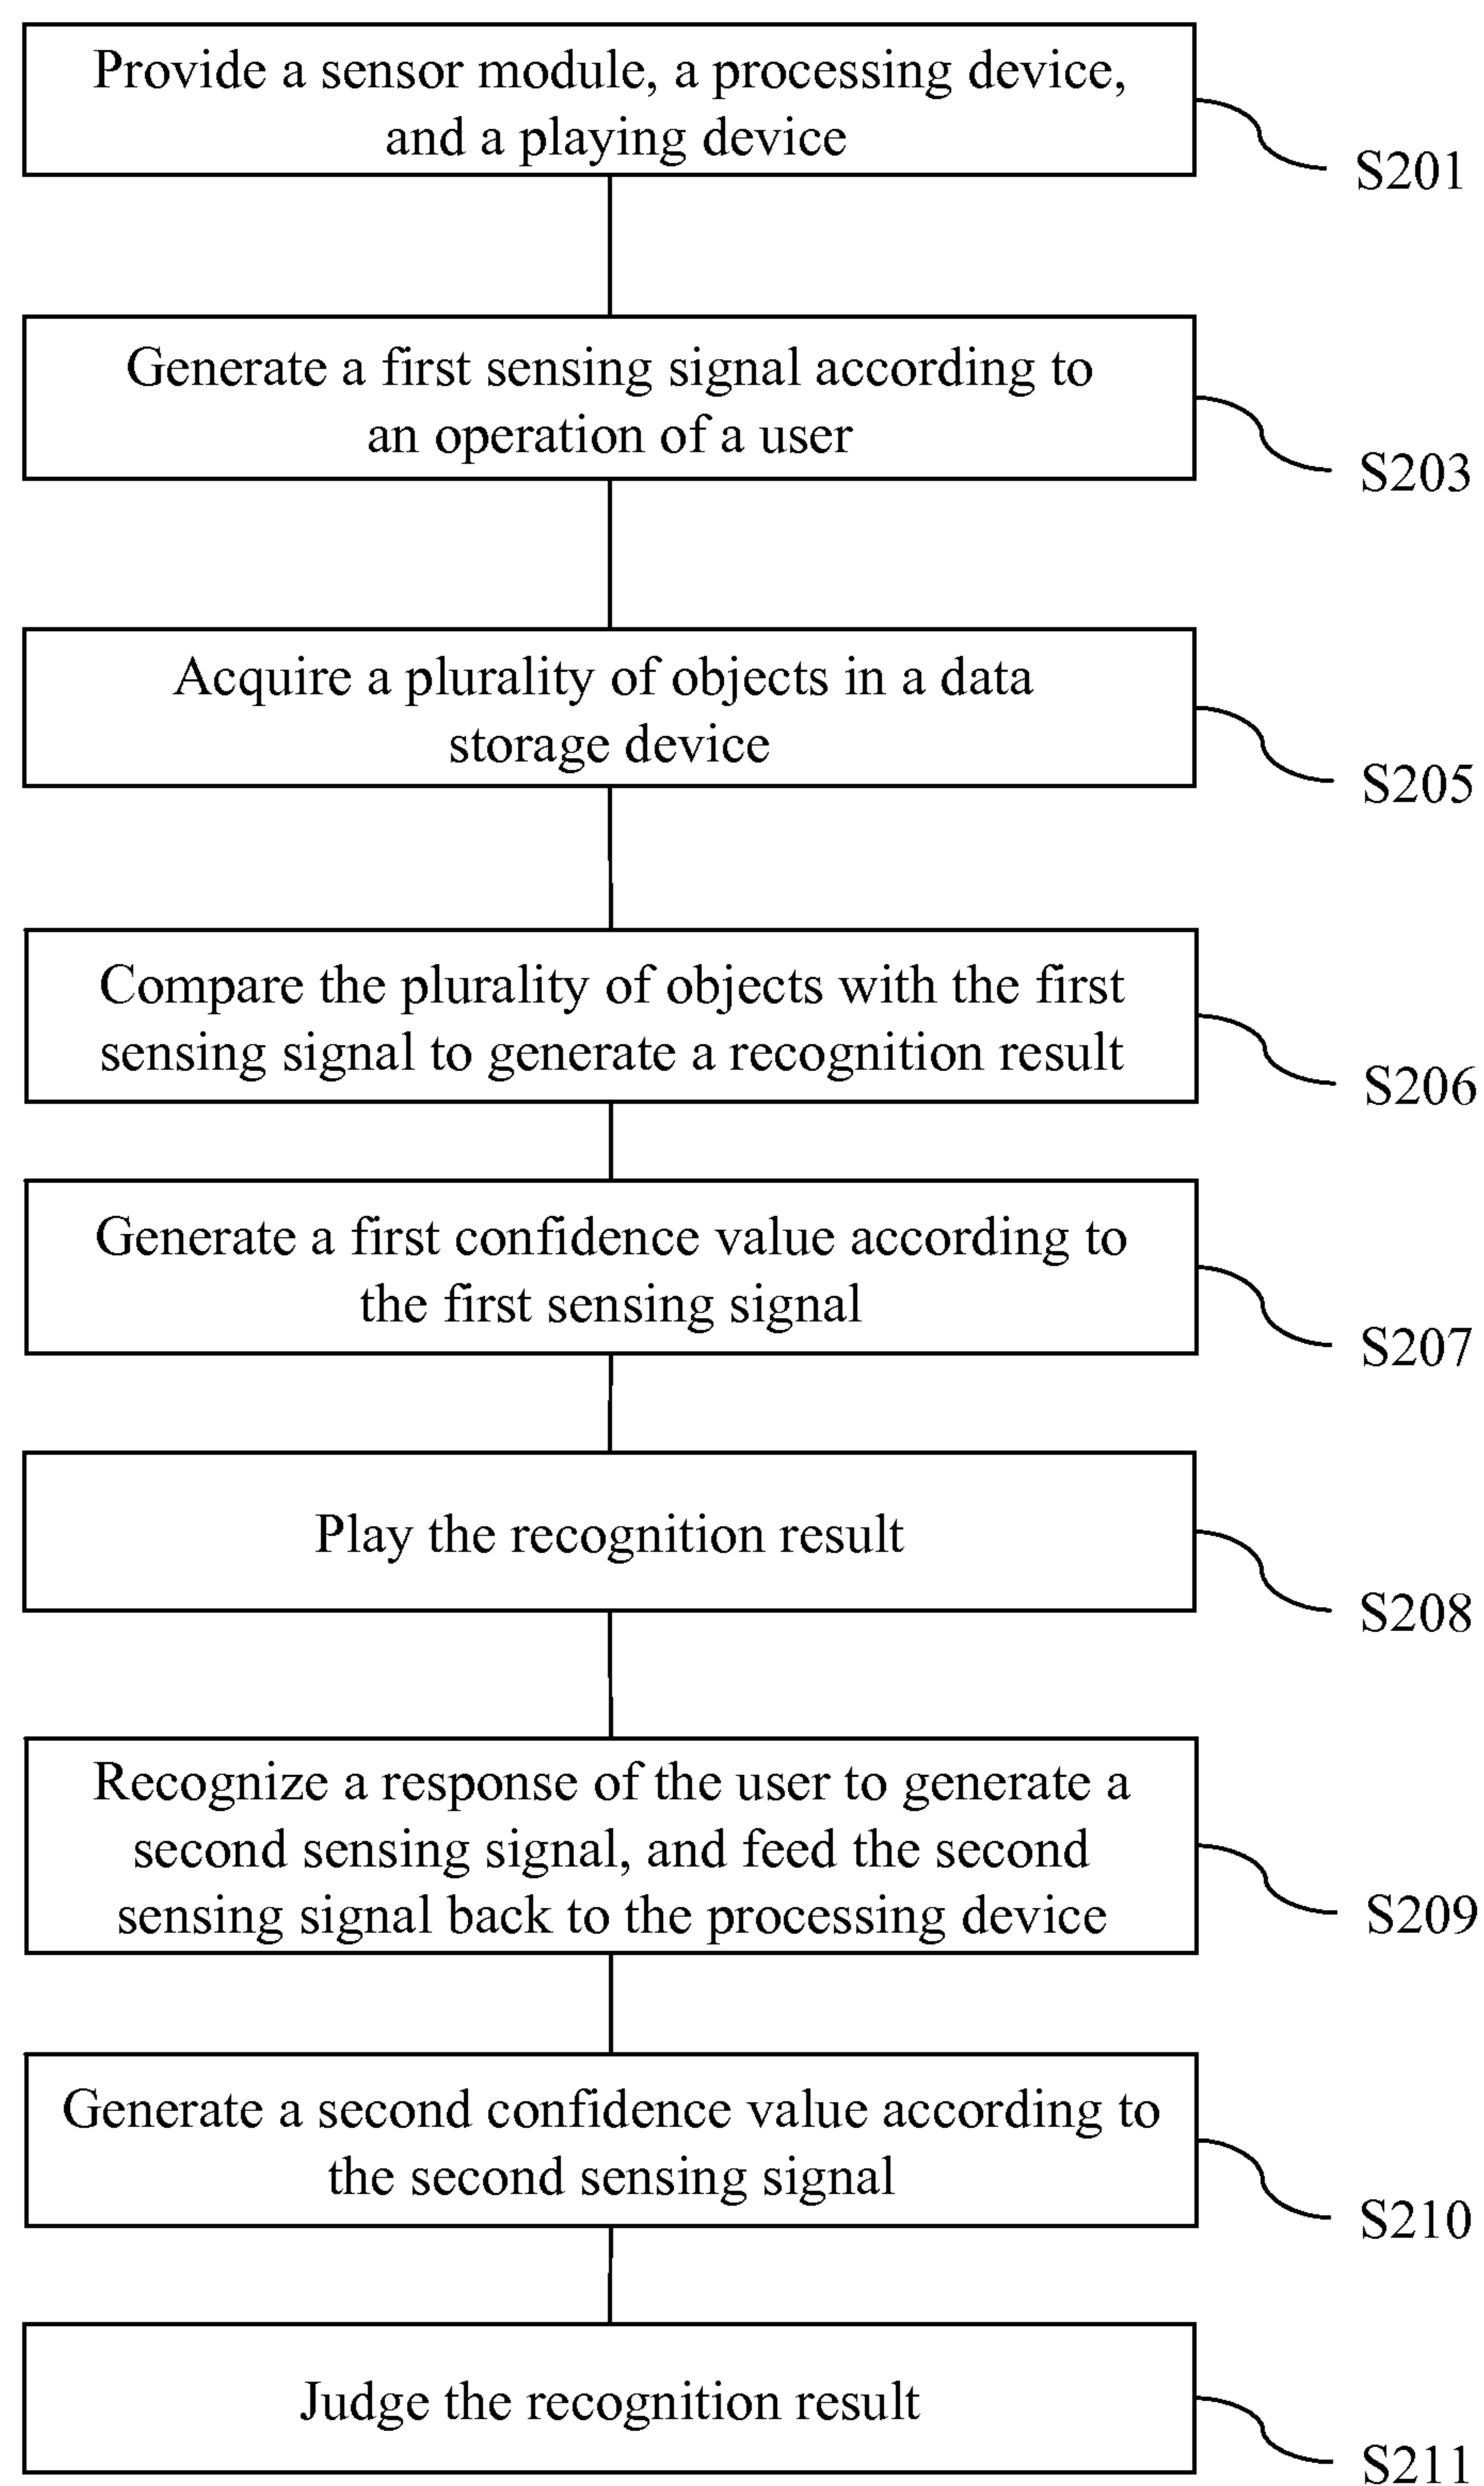 Provide a sensor module, a processing device,
and a playing device
S201
Generate a first sensing signal according to
an operation of a user
S203
Acquire a plurality of objects in a data
storage device
S205
Compare the plurality of objects with the first
sensing signal to generate a recognition result
S206
Generate a first confidence value according to
the first sensing signal
S207
Play the recognition result
S208
Recognize a response of the user to generate a
second sensing signal, and feed the second
sensing signal back to the processing device
S209
Generate a second confidence value according to
the second sensing signal
S210
Judge the recognition result
S211